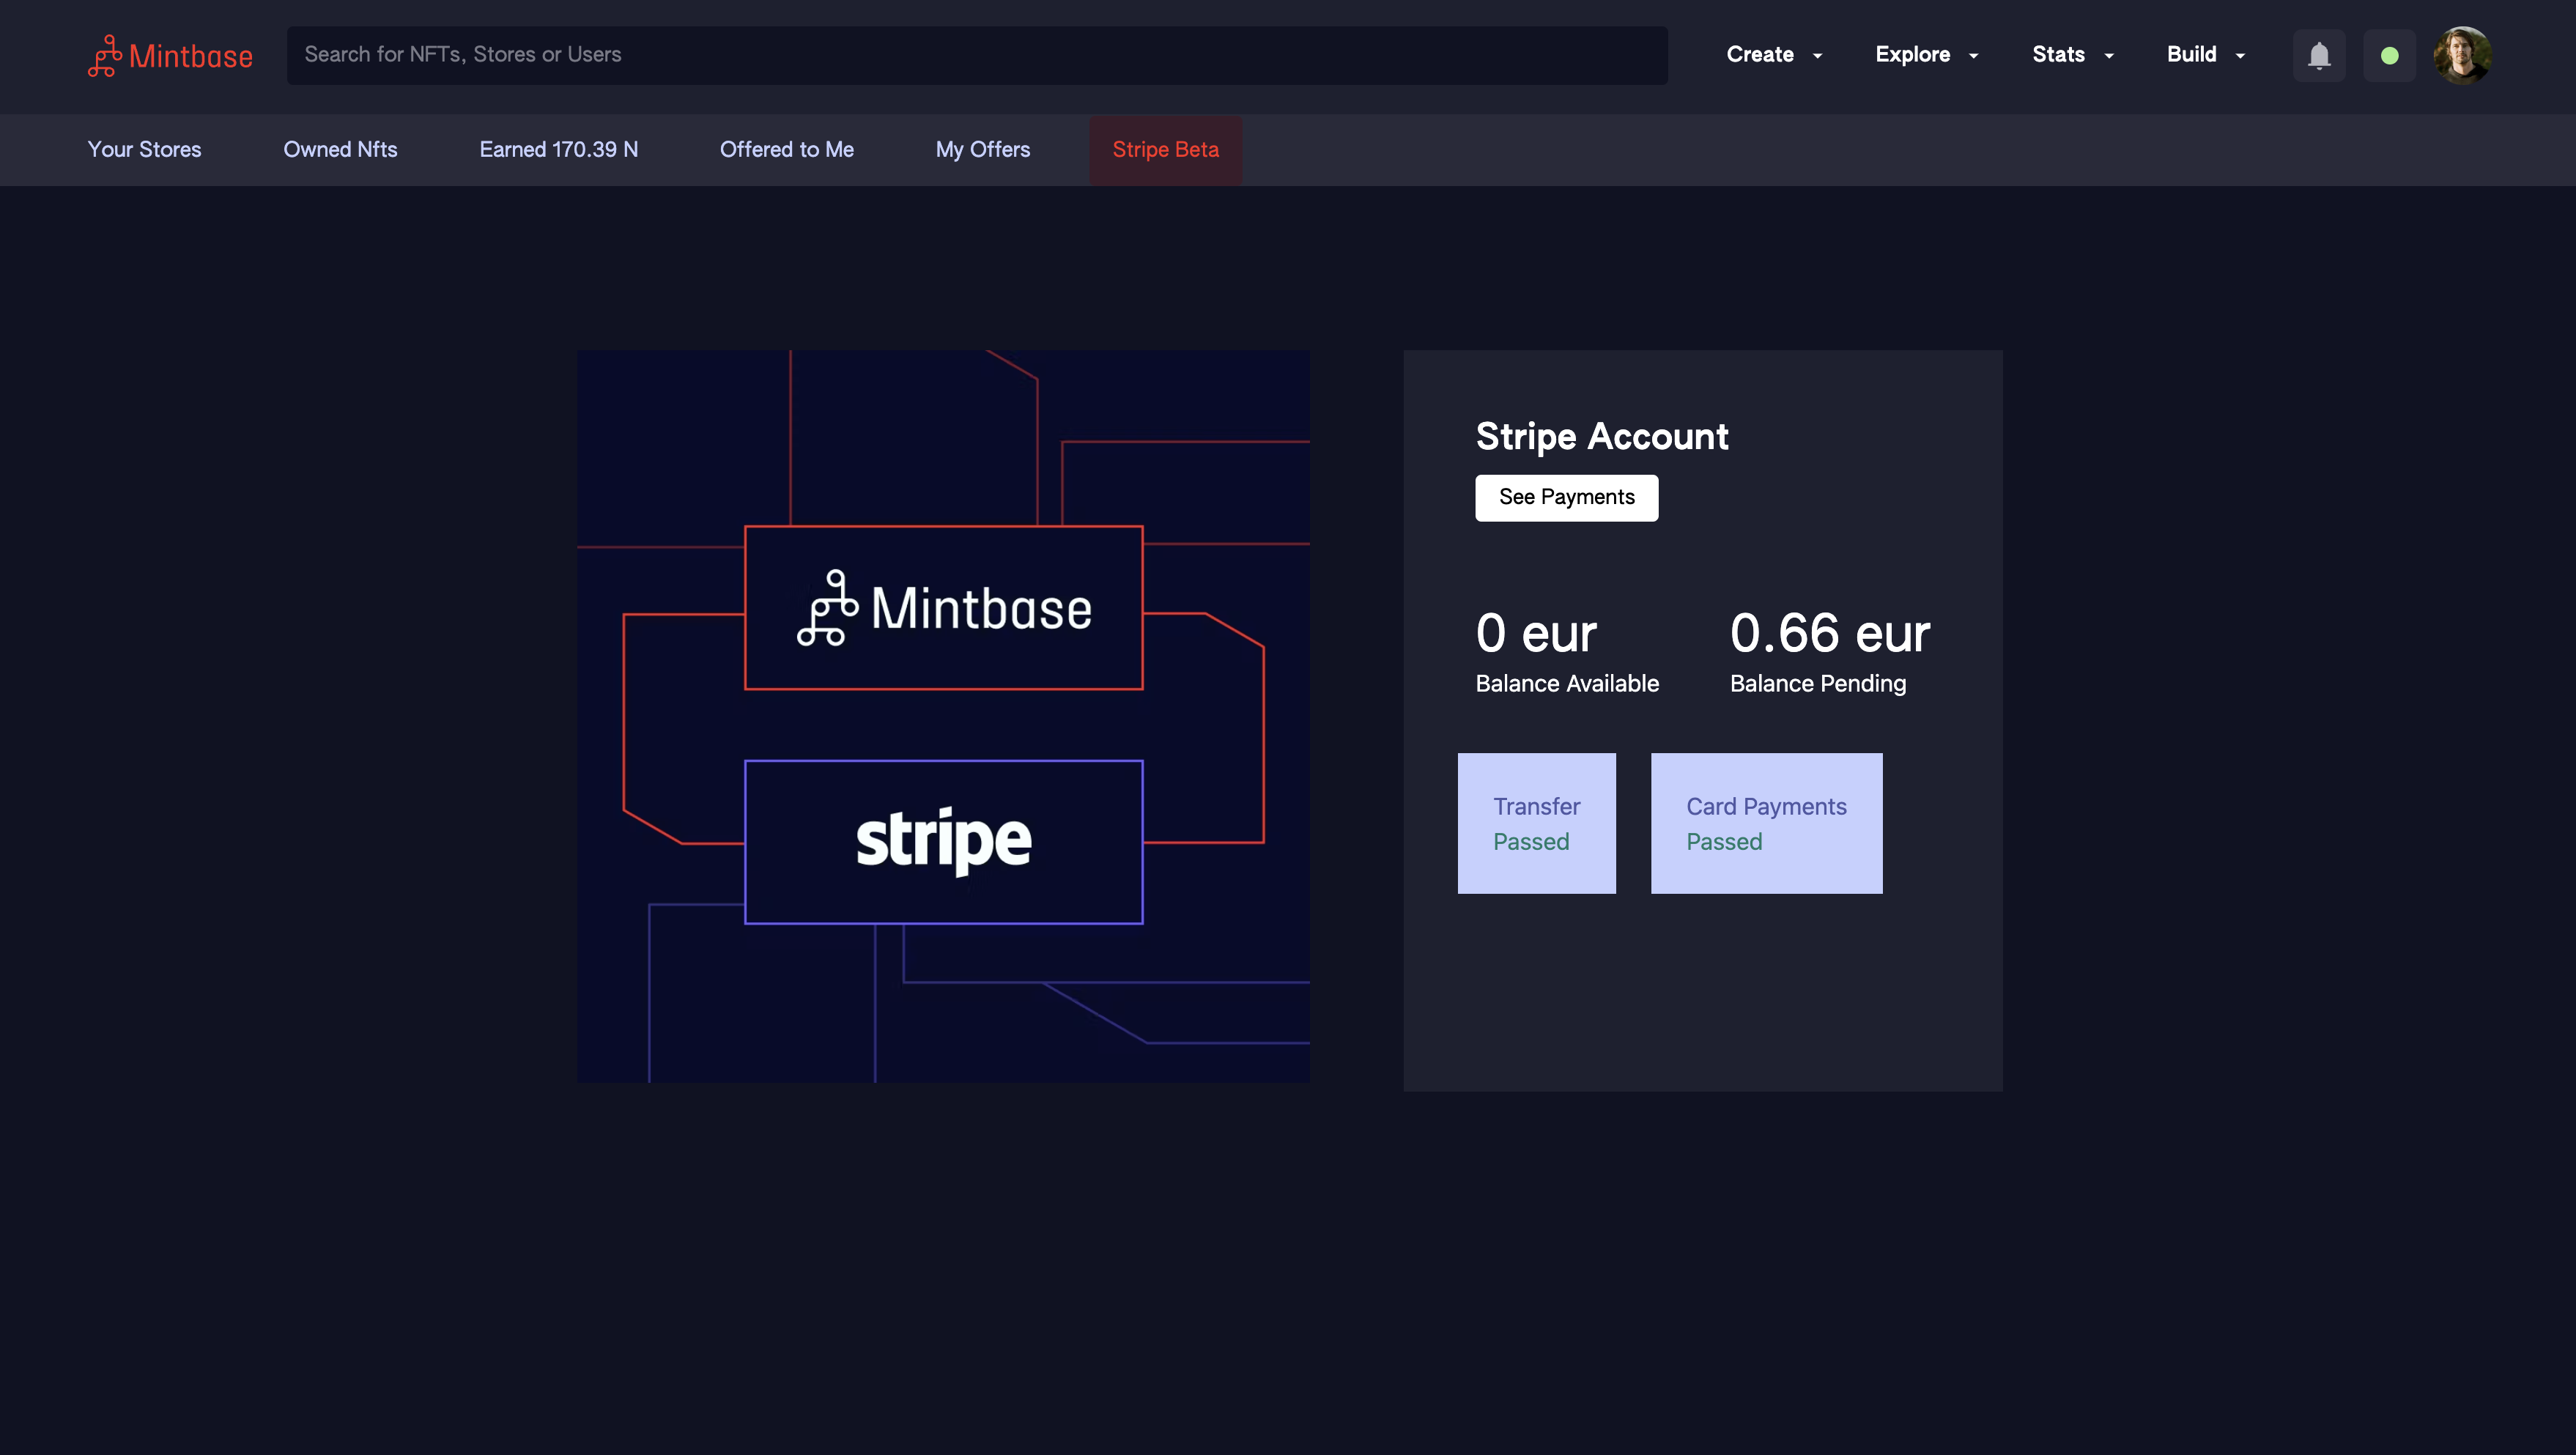 Mintbase
Search for NFTs, Stores or Users
Create
Explore
Stats
Build
Your Stores
Owned Nfts
Earned 170.39 N
Offered to Me
My Offers
Stripe Beta
Mintbase
stripe
Stripe Account
See Payments
0 eur
Balance Available
0.66 eur
Balance Pending
Transfer
Passed
Card Payments
Passed